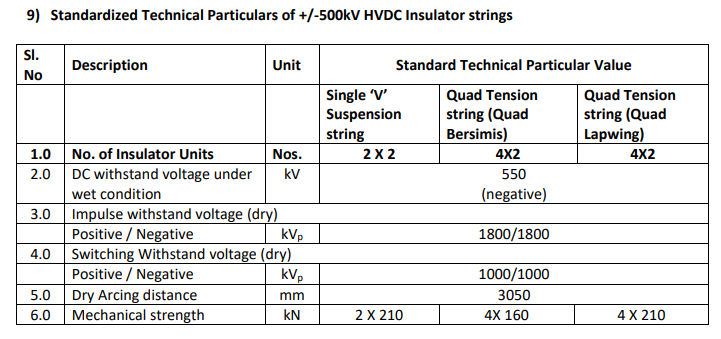 9) Standardized Technical Particulars of +/-500kV HVDC Insulator strings
Sl. No Description Unit Standard Technical Particular Value
Single ‘V’ Suspension string Quad Tension string (Quad Bersimis) Quad Tension string (Quad Lapwing)
1.0 No. of Insulator Units Nos. 2 X 2 4X2 4X2
2.0 DC withstand voltage under wet condition kV 550 (negative)
3.0 Impulse withstand voltage (dry)
Positive / Negative kVp 1800/1800
4.0 Switching Withstand voltage (dry)
Positive / Negative kVp 1000/1000
5.0 Dry Arcing distance mm 3050
6.0 Mechanical strength kN 2 X 210 4X 160 4 X 210